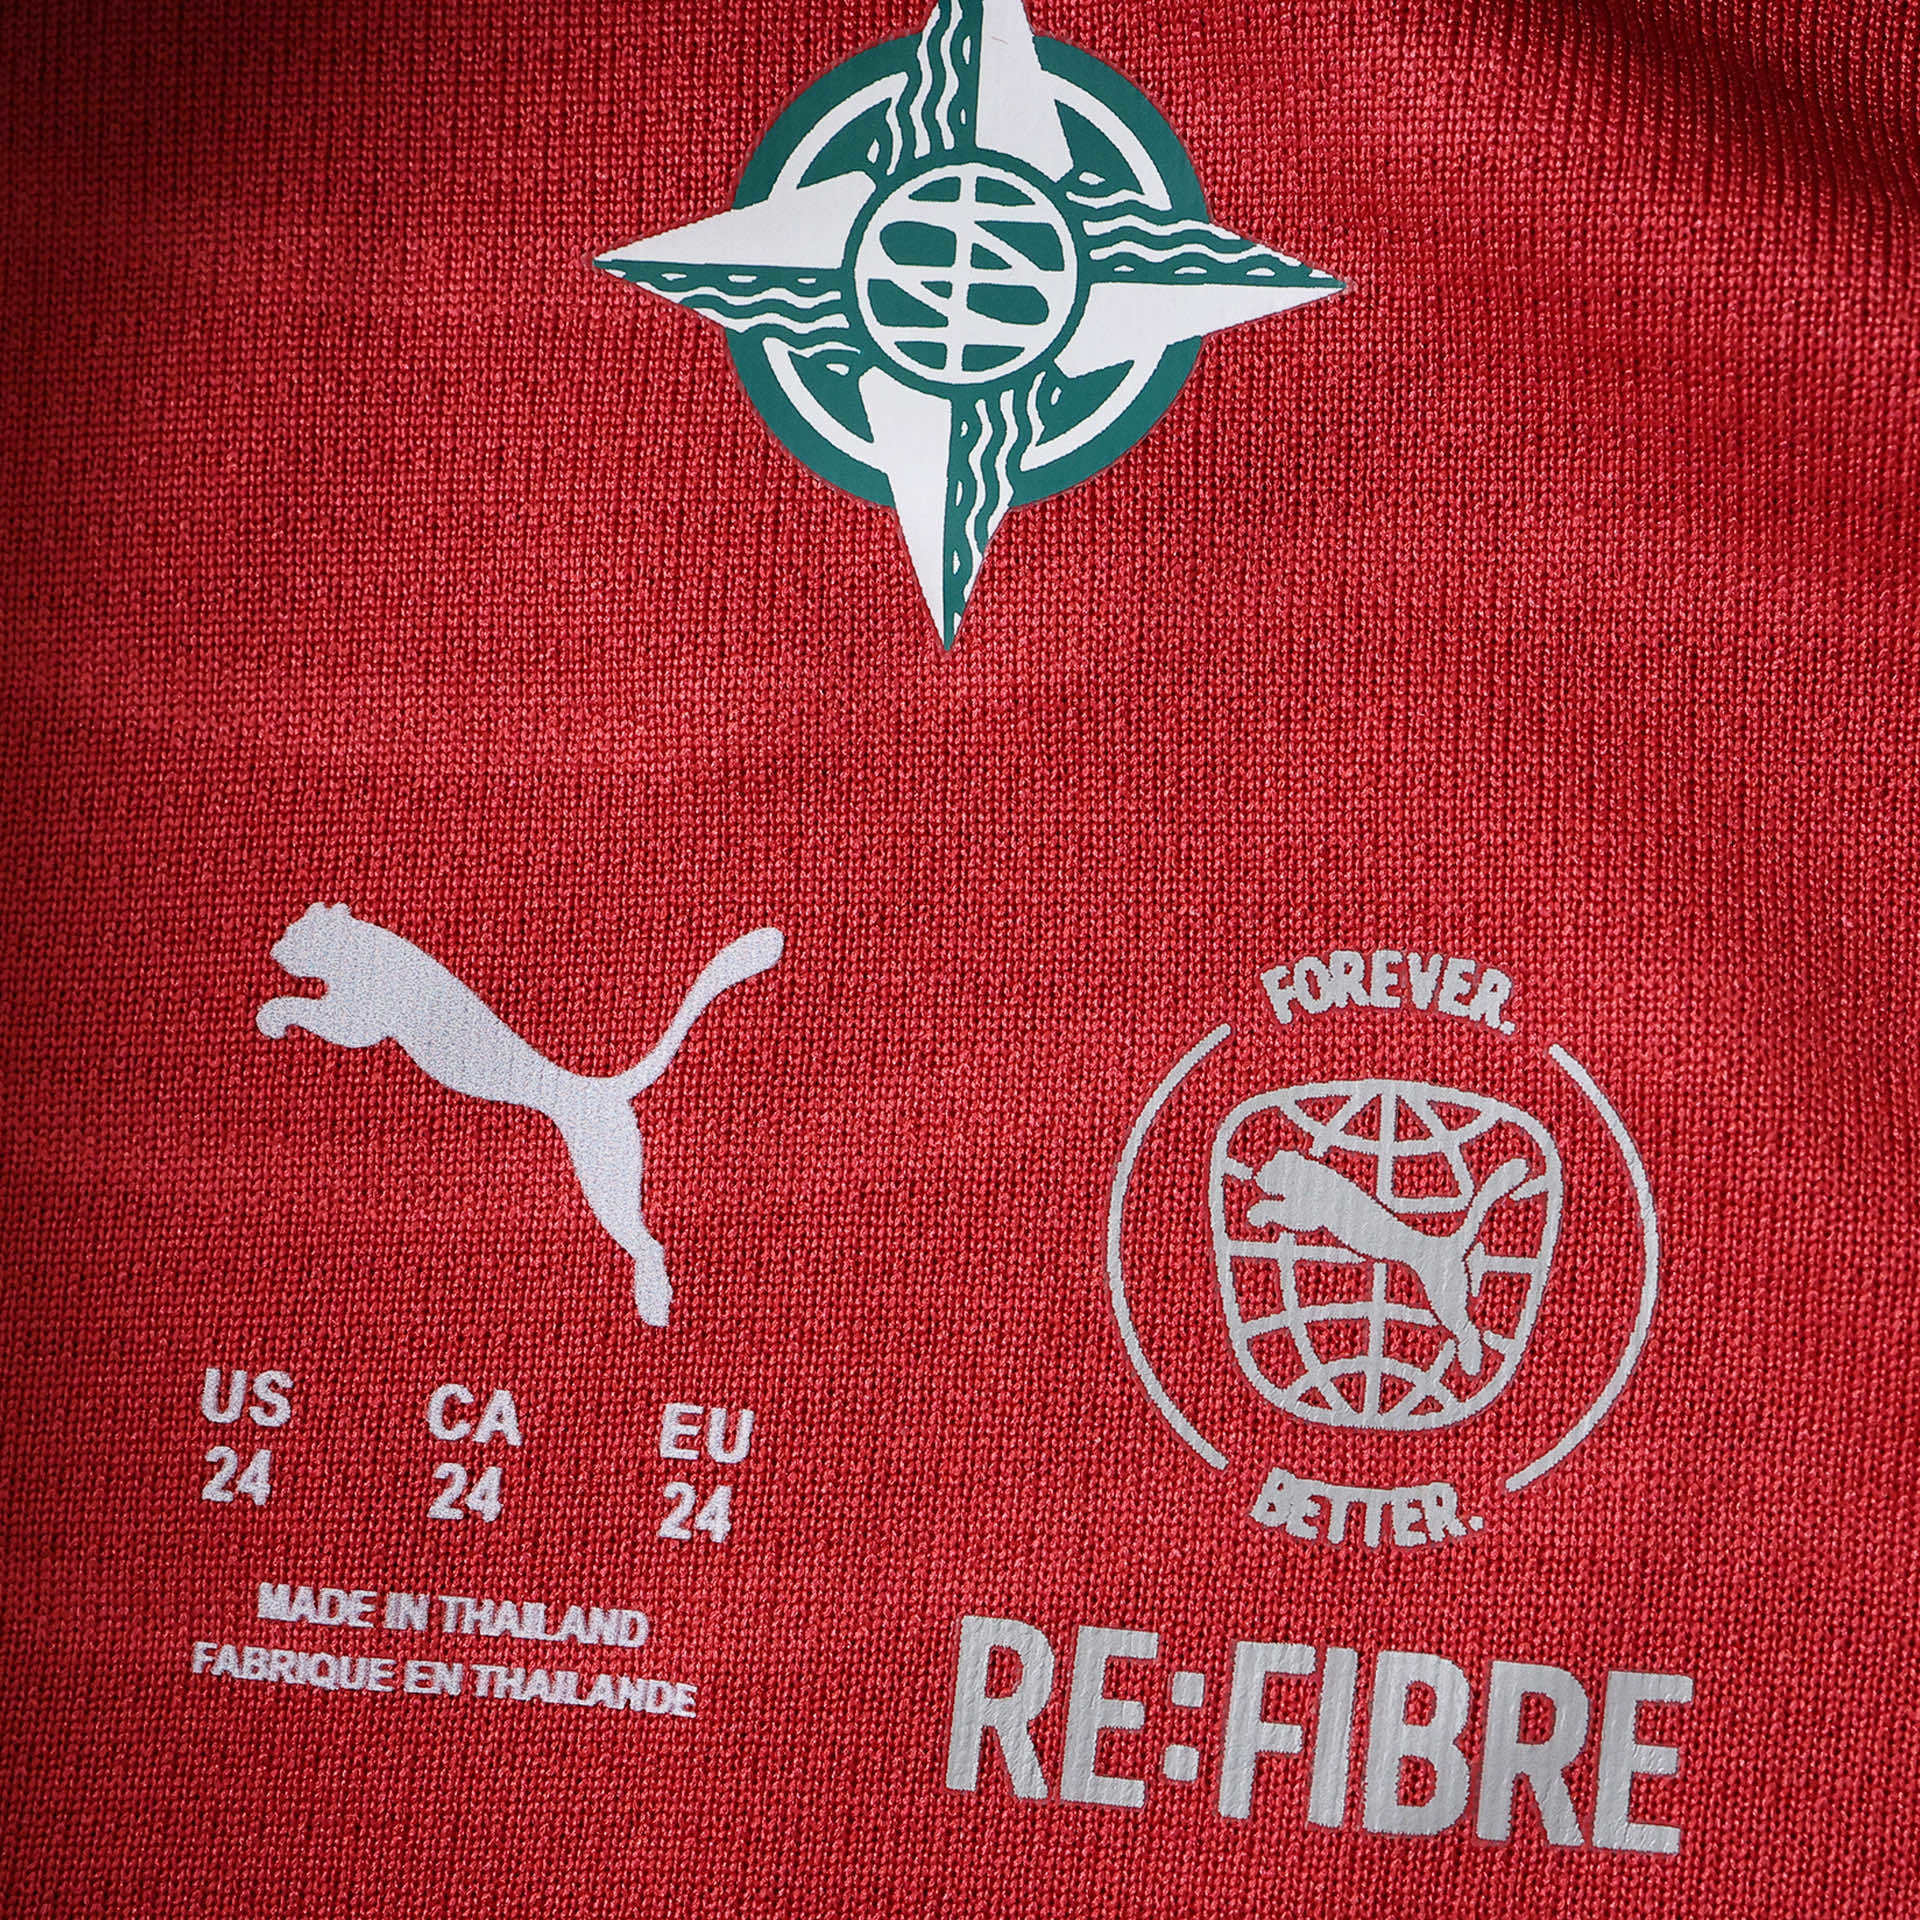 FOREVER.
BETTER.
US CA EU
24 24 24
MADE IN THAILAND
FABRIQUE EN THAILANDE
RE:FIBRE